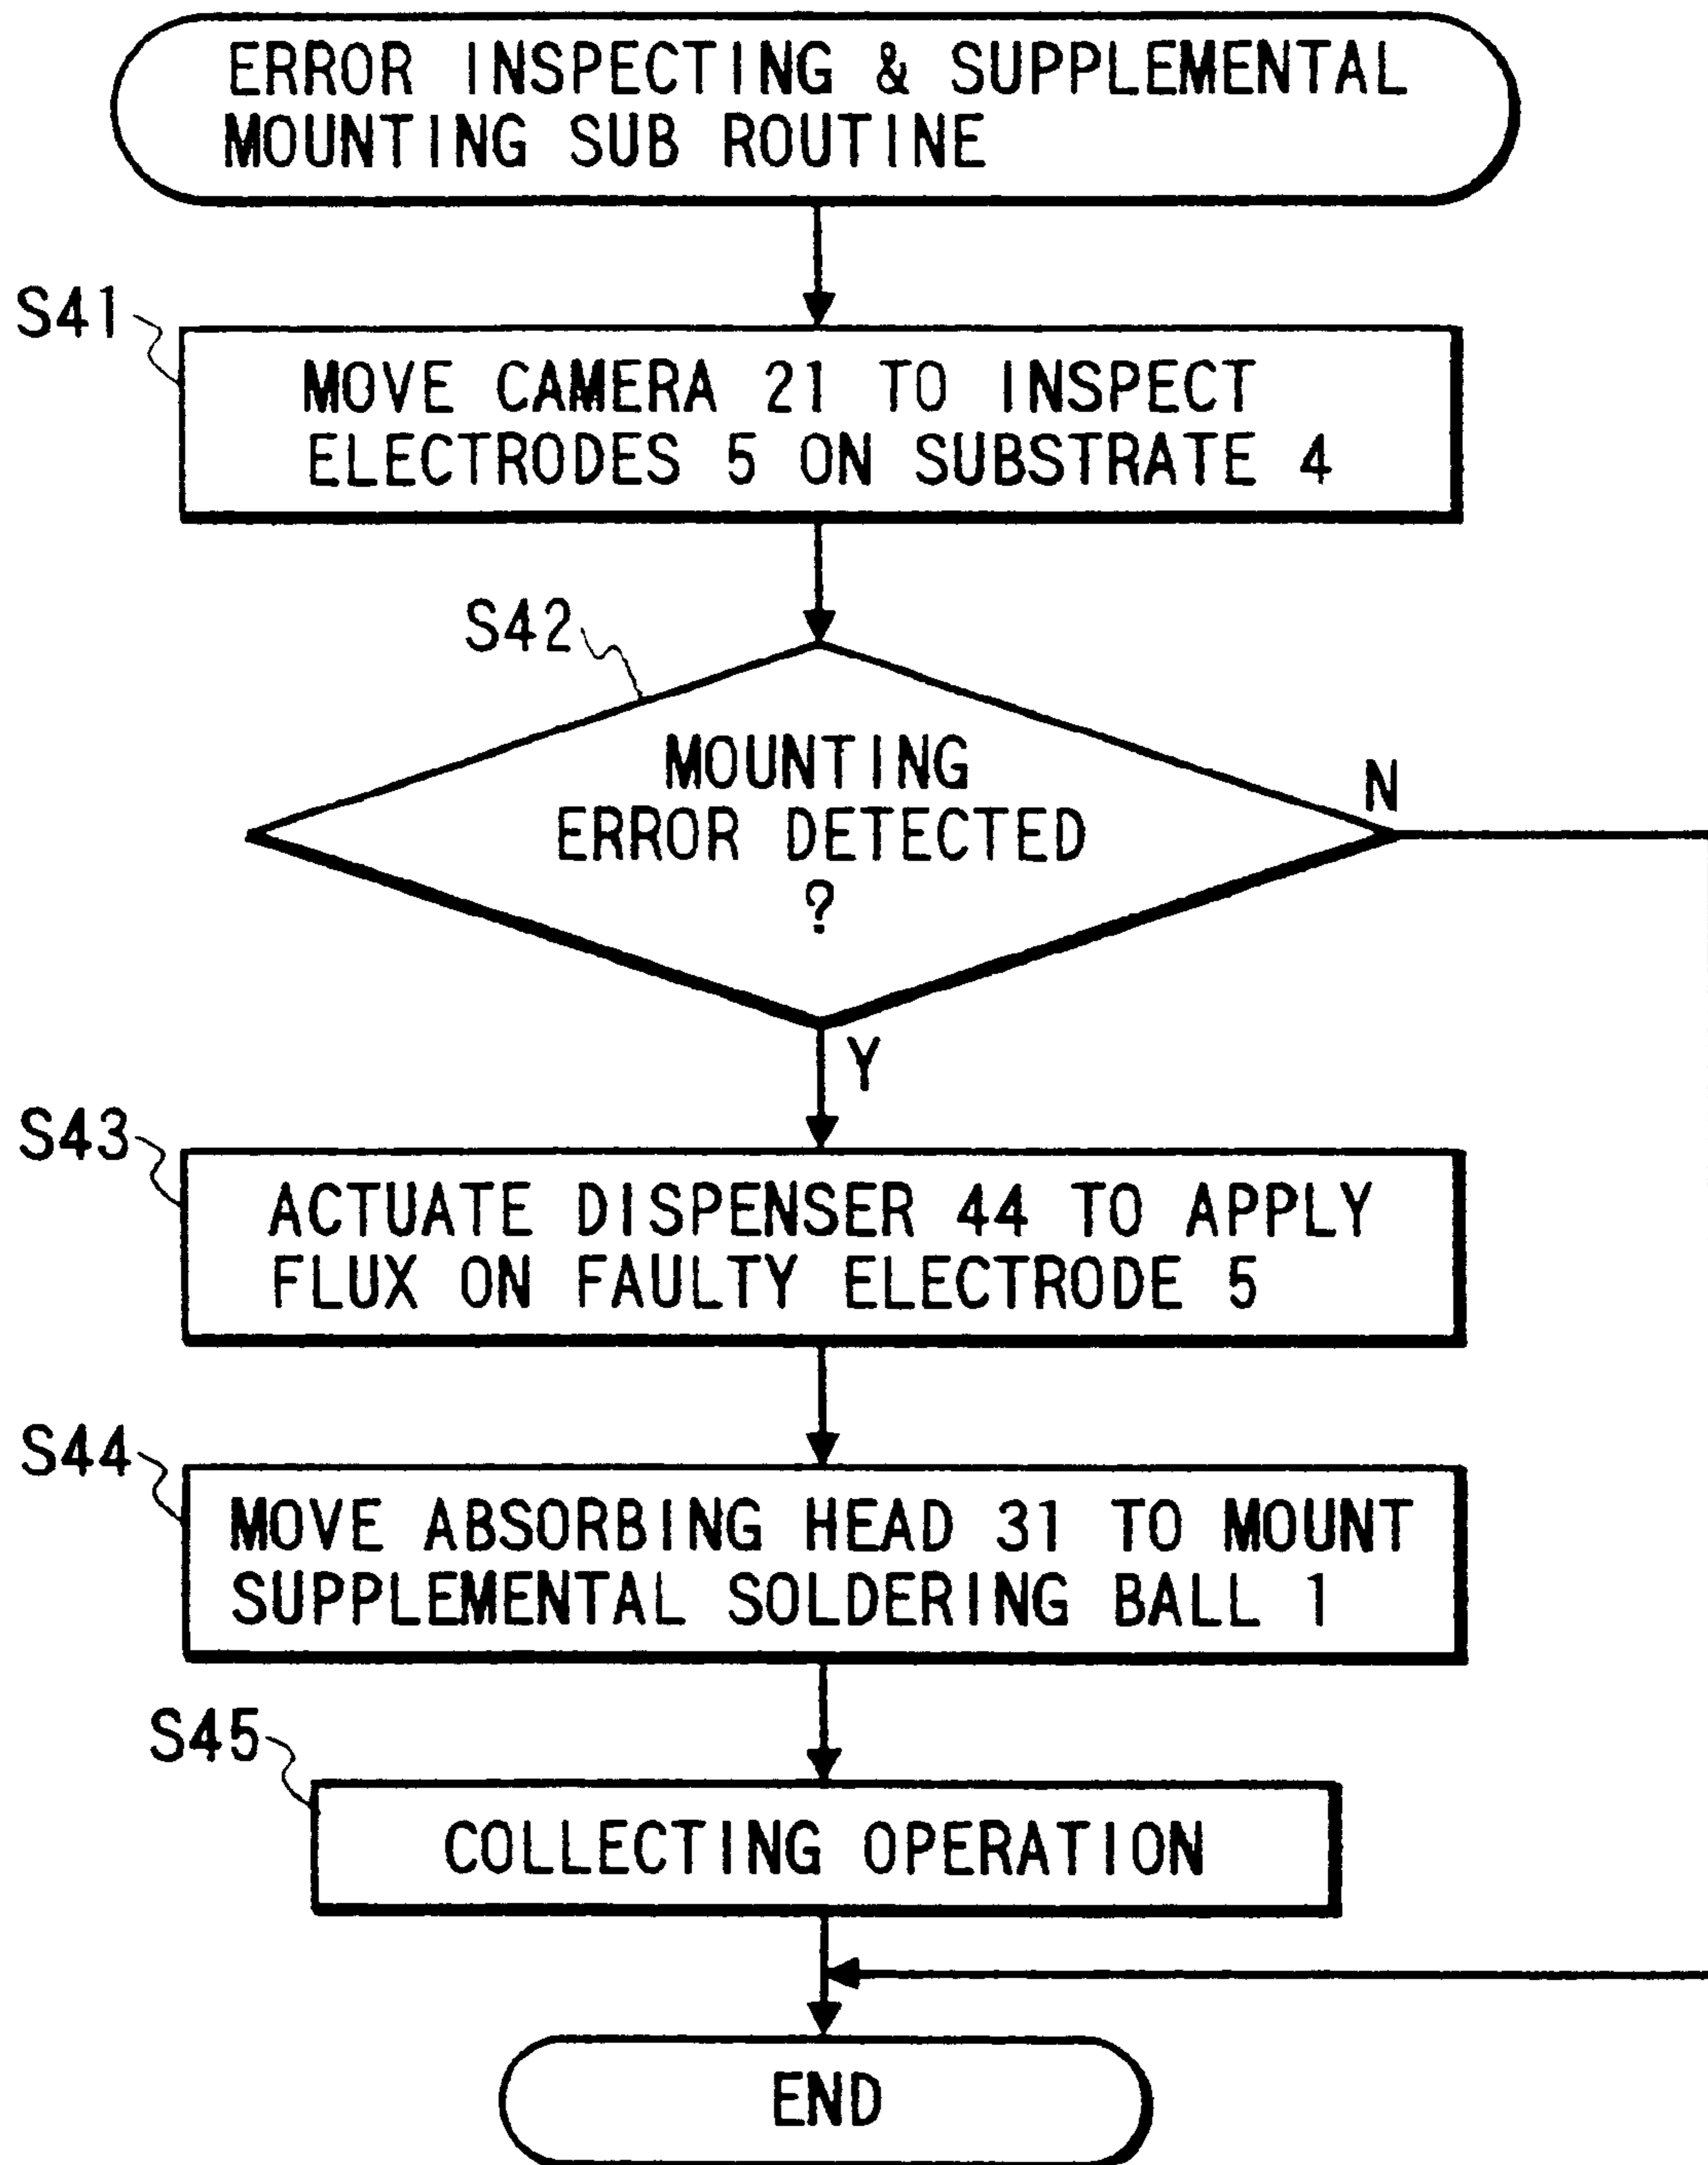 ERROR INSPECTING & SUPPLEMENTAL
MOUNTING SUB ROUTINE
S41
MOVE CAMERA 21 TO INSPECT
ELECTRODES 5 ON SUBSTRATE 4
S42
MOUNTING
ERROR DETECTED
?
N
Y
S43
ACTUATE DISPENSER 44 TO APPLY
FLUX ON FAULTY ELECTRODE 5
S44
MOVE ABSORBING HEAD 31 TO MOUNT
SUPPLEMENTAL SOLDERING BALL 1
S45
COLLECTING OPERATION
END